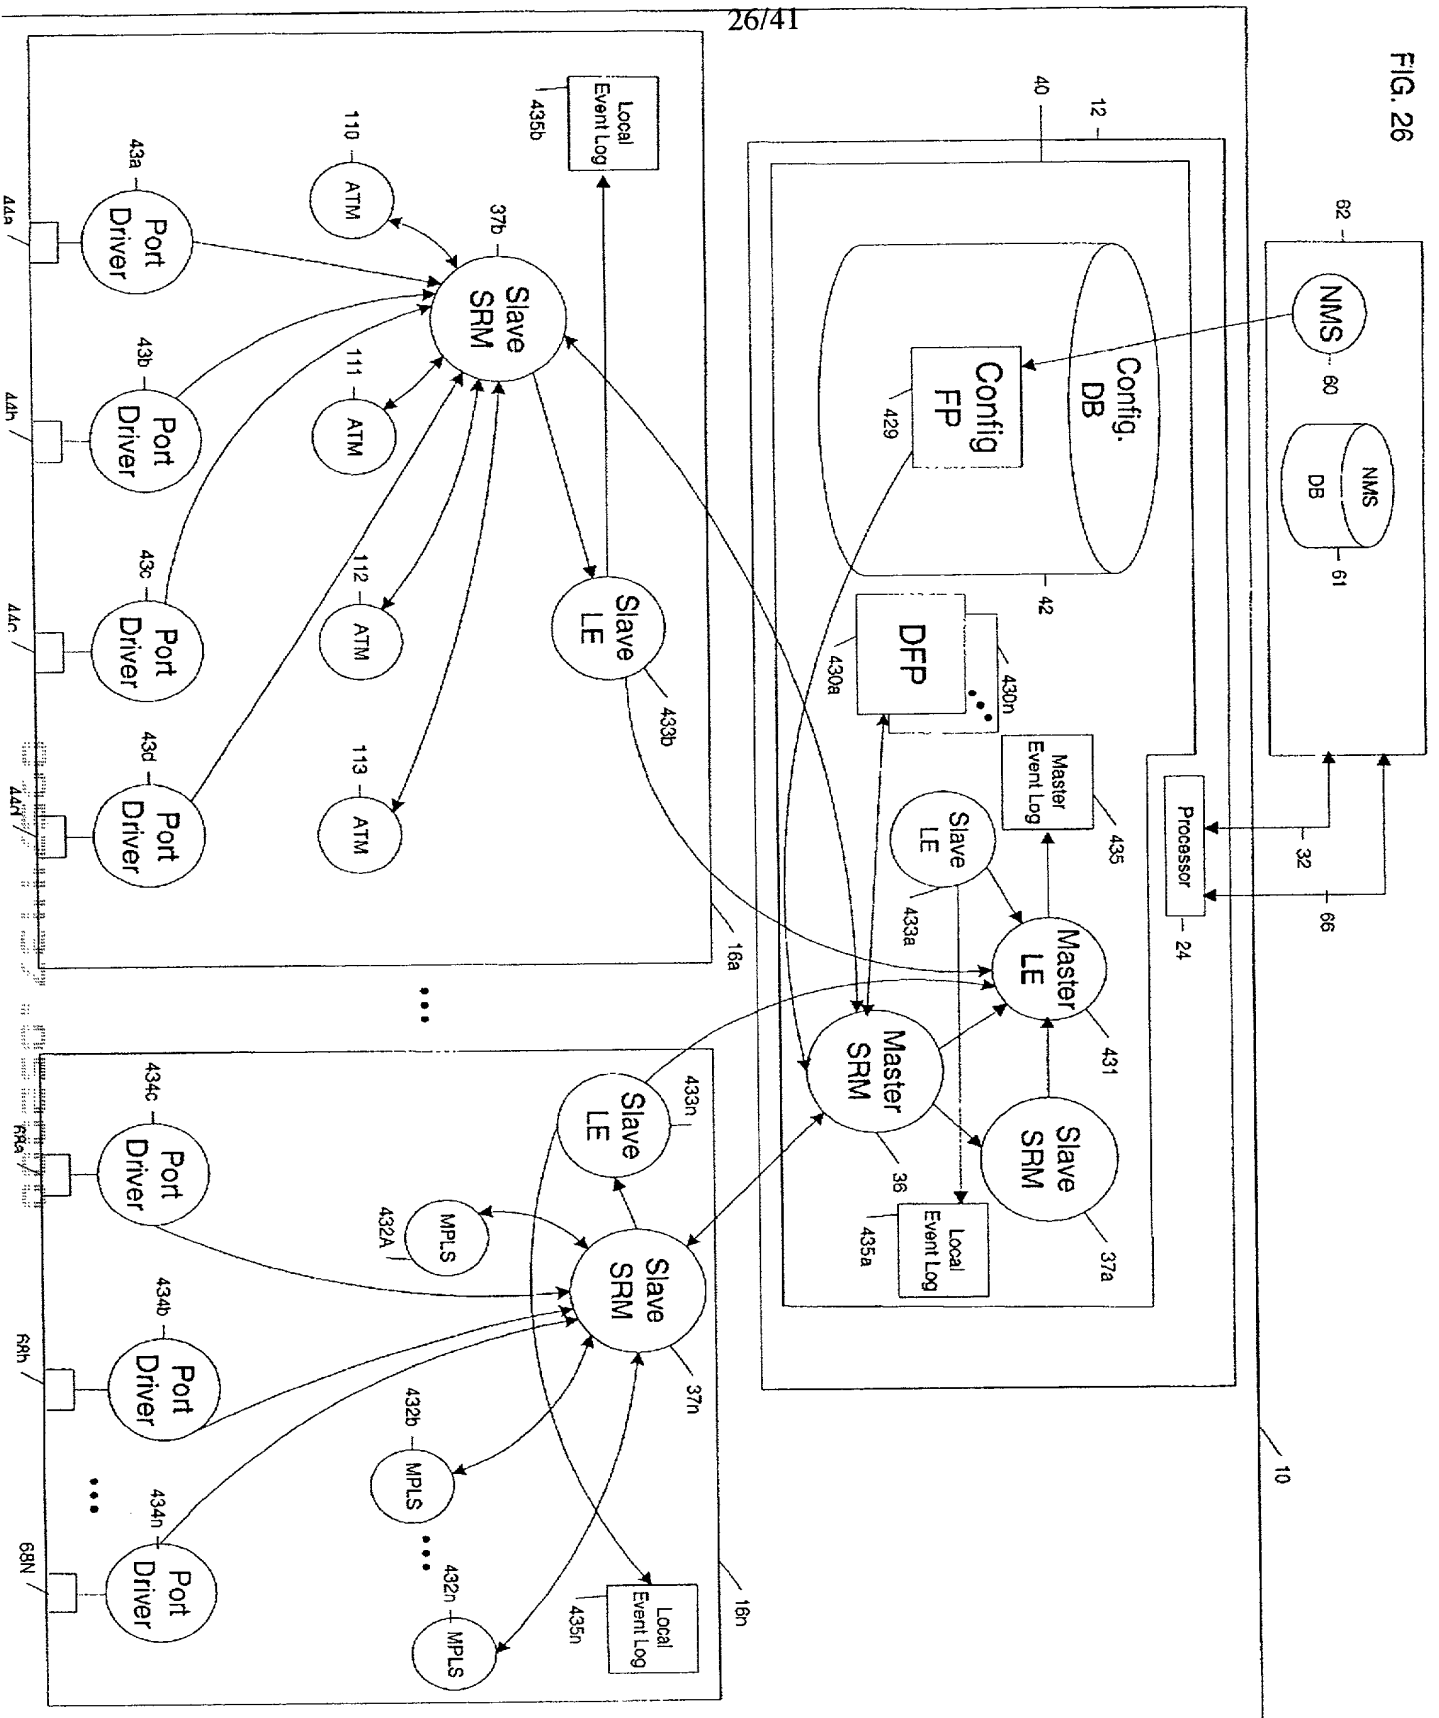 26/41
FIG. 26
62
NMS
60
NMS
DB
61
32
66
10
12
40
Processor
24
Config.
DB
42
Config
FP
429
DFP
430a
430n
Master
Event Log
435
Slave
LE
433a
Master
LE
431
Master
SRM
36
Slave
SRM
37a
Local
Event Log
435a
16a
Local
Event Log
435b
Slave
SRM
37b
Slave
LE
433b
110
ATM
111
ATM
112
ATM
113
ATM
43a
Port
Driver
43b
Port
Driver
43c
Port
Driver
43d
Port
Driver
44a
44b
44c
44d
16n
Slave
LE
433n
Slave
SRM
37n
Local
Event Log
435n
MPLS
432A
432b
MPLS
432n
MPLS
434c
Port
Driver
434b
Port
Driver
434n
Port
Driver
68a
68b
68N